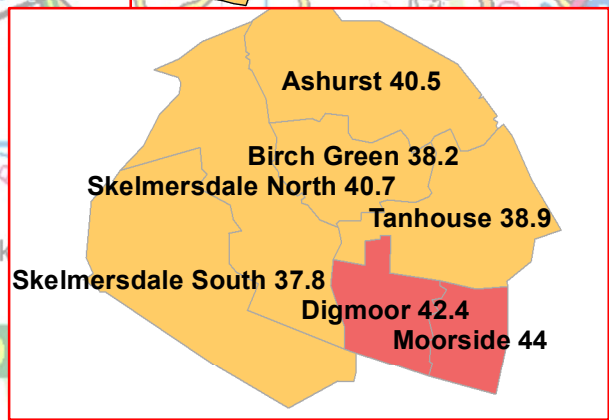 Ashurst 40.5
Birch Green 38.2
Skelmersdale North 40.7
Tanhouse 38.9
Skelmersdale South 37.8
Digmoor 42.4
Moorside 44